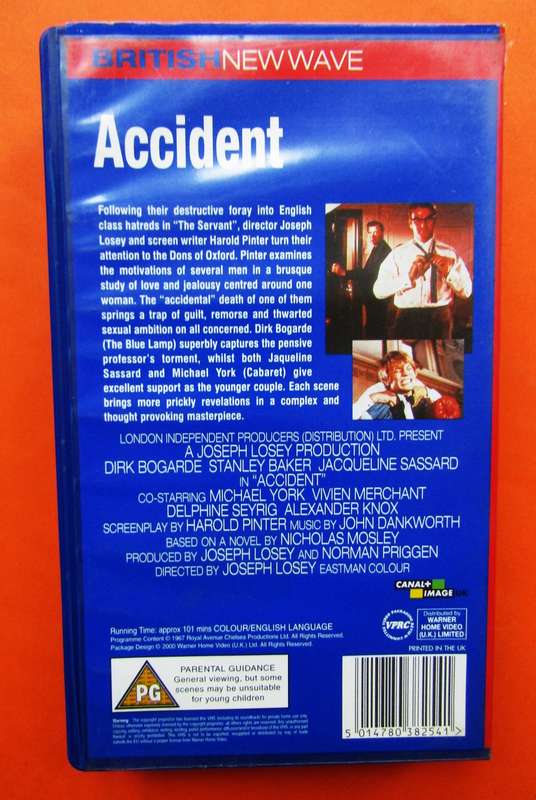 BRITISH NEW WAVE
Accident
Following their destructive foray into English
class hatreds in "The Servant", director Joseph
Losey and screen writer Harold Pinter turn their
attention to the Dons of Oxford. Pinter examines
the motivations of several men in a brusque
study of love and jealousy centred around one
woman. The "accidental" death of one of them
springs a trap of guilt, remorse and thwarted
sexual ambition on all concerned. Dirk Bogarde
(The Blue Lamp) superbly captures the pensive
professor's torment, whilst both Jaqueline
Sassard and Michael York (Cabaret) give
excellent support as the younger couple. Each scene
brings more prickly revelations in a complex and
thought provoking masterpiece.
LONDON INDEPENDENT PRODUCERS (DISTRIBUTION) LTD. PRESENT
A JOSEPH LOSEY PRODUCTION
DIRK BOGARDE STANLEY BAKER JACQUELINE SASSARD
IN "ACCIDENT"
CO-STARRING MICHAEL YORK VIVIEN MERCHANT
DELPHINE SEYRIG ALEXANDER KNOX
SCREENPLAY BY HAROLD PINTER MUSIC BY JOHN DANKWORTH
BASED ON A NOVEL BY NICHOLAS MOSLEY
PRODUCED BY JOSEPH LOSEY AND NORMAN PRIGGEN
DIRECTED BY JOSEPH LOSEY EASTMAN COLOUR
CANAL+
IMAGE UK
Running Time: approx 101 mins COLOUR/ENGLISH LANGUAGE
Programme Content © 1967 Royal Avenue Chelsea Productions Ltd. All Rights Reserved.
Package Design © 2000 Warner Home Video (U.K.) Ltd. All Rights Reserved.
VPRC
Distributed by
WARNER
HOME VIDEO
(U.K.) LIMITED
PRINTED IN THE UK
PG
PARENTAL GUIDANCE
General viewing, but some
scenes may be unsuitable
for young children
5 014780 382541 >